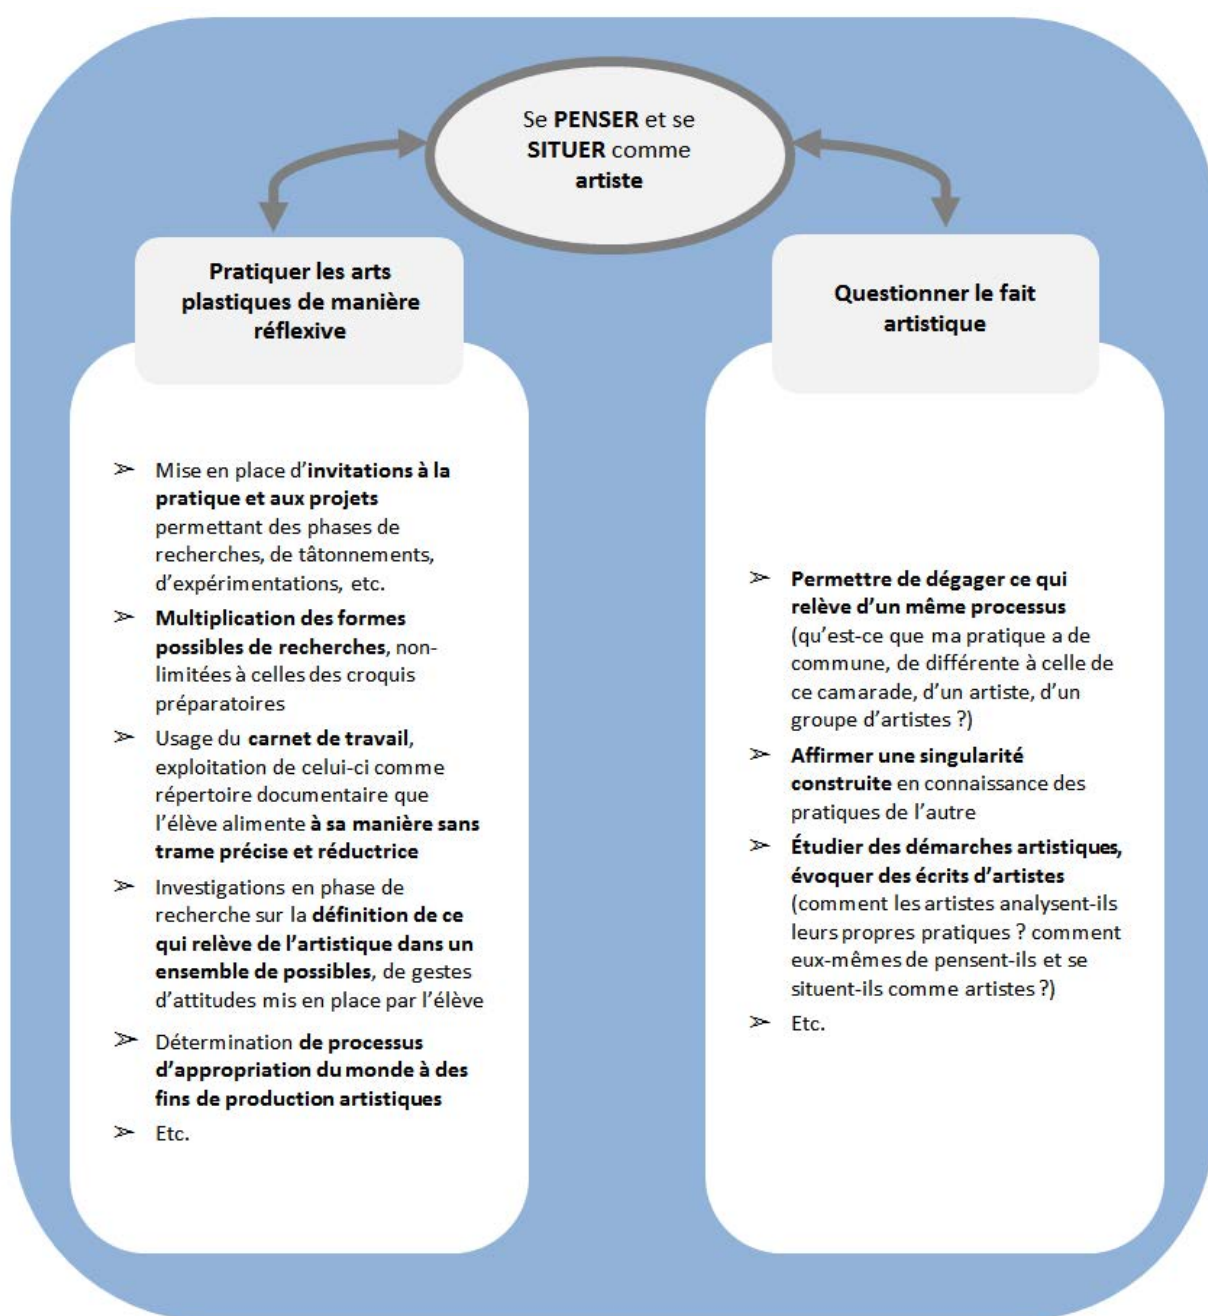 Se PENSER et se
SITUER comme
artiste
Pratiquer les arts
plastiques de manière
réflexive
➢ Mise en place d’invitations à la
pratique et aux projets
permettant des phases de
recherches, de tâtonnements,
d’expérimentations, etc.
➢ Multiplication des formes
possibles de recherches, non-
limitées à celles des croquis
préparatoires
➢ Usage du carnet de travail,
exploitation de celui-ci comme
répertoire documentaire que
l’élève alimente à sa manière sans
trame précise et réductrice
➢ Investigations en phase de
recherche sur la définition de ce
qui relève de l’artistique dans un
ensemble de possibles, de gestes
d’attitudes mis en place par l’élève
➢ Détermination de processus
d’appropriation du monde à des
fins de production artistiques
➢ Etc.
Questionner le fait
artistique
➢ Permettre de dégager ce qui
relève d’un même processus
(qu’est-ce que ma pratique a de
commune, de différente à celle de
ce camarade, d’un artiste, d’un
groupe d’artistes ?)
➢ Affirmer une singularité
construite en connaissance des
pratiques de l’autre
➢ Étudier des démarches artistiques,
évoquer des écrits d’artistes
(comment les artistes analysent-ils
leurs propres pratiques ? comment
eux-mêmes de pensent-ils et se
situent-ils comme artistes ?)
➢ Etc.